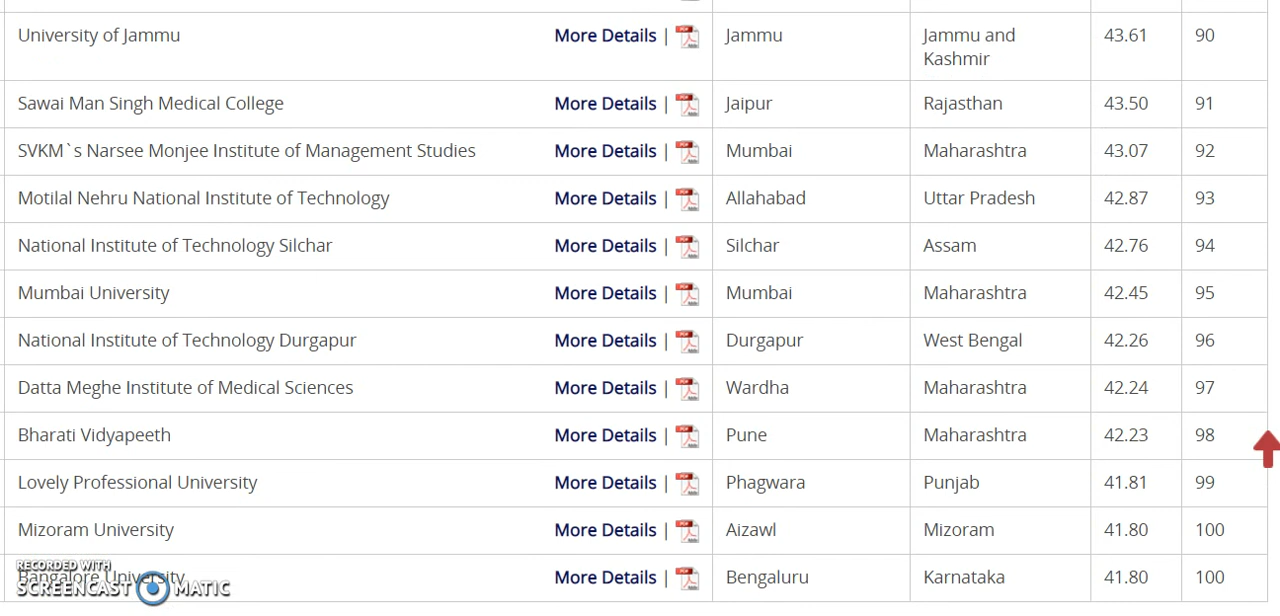 University of Jammu More Details | Jammu Jammu and Kashmir 43.61 90
Sawai Man Singh Medical College More Details | Jaipur Rajasthan 43.50 91
SVKM`s Narsee Monjee Institute of Management Studies More Details | Mumbai Maharashtra 43.07 92
Motilal Nehru National Institute of Technology More Details | Allahabad Uttar Pradesh 42.87 93
National Institute of Technology Silchar More Details | Silchar Assam 42.76 94
Mumbai University More Details | Mumbai Maharashtra 42.45 95
National Institute of Technology Durgapur More Details | Durgapur West Bengal 42.26 96
Datta Meghe Institute of Medical Sciences More Details | Wardha Maharashtra 42.24 97
Bharati Vidyapeeth More Details | Pune Maharashtra 42.23 98
Lovely Professional University More Details | Phagwara Punjab 41.81 99
Mizoram University More Details | Aizawl Mizoram 41.80 100
Bangalore University More Details | Bengaluru Karnataka 41.80 100
RECORDED WITH
SCREENCAST MATIC